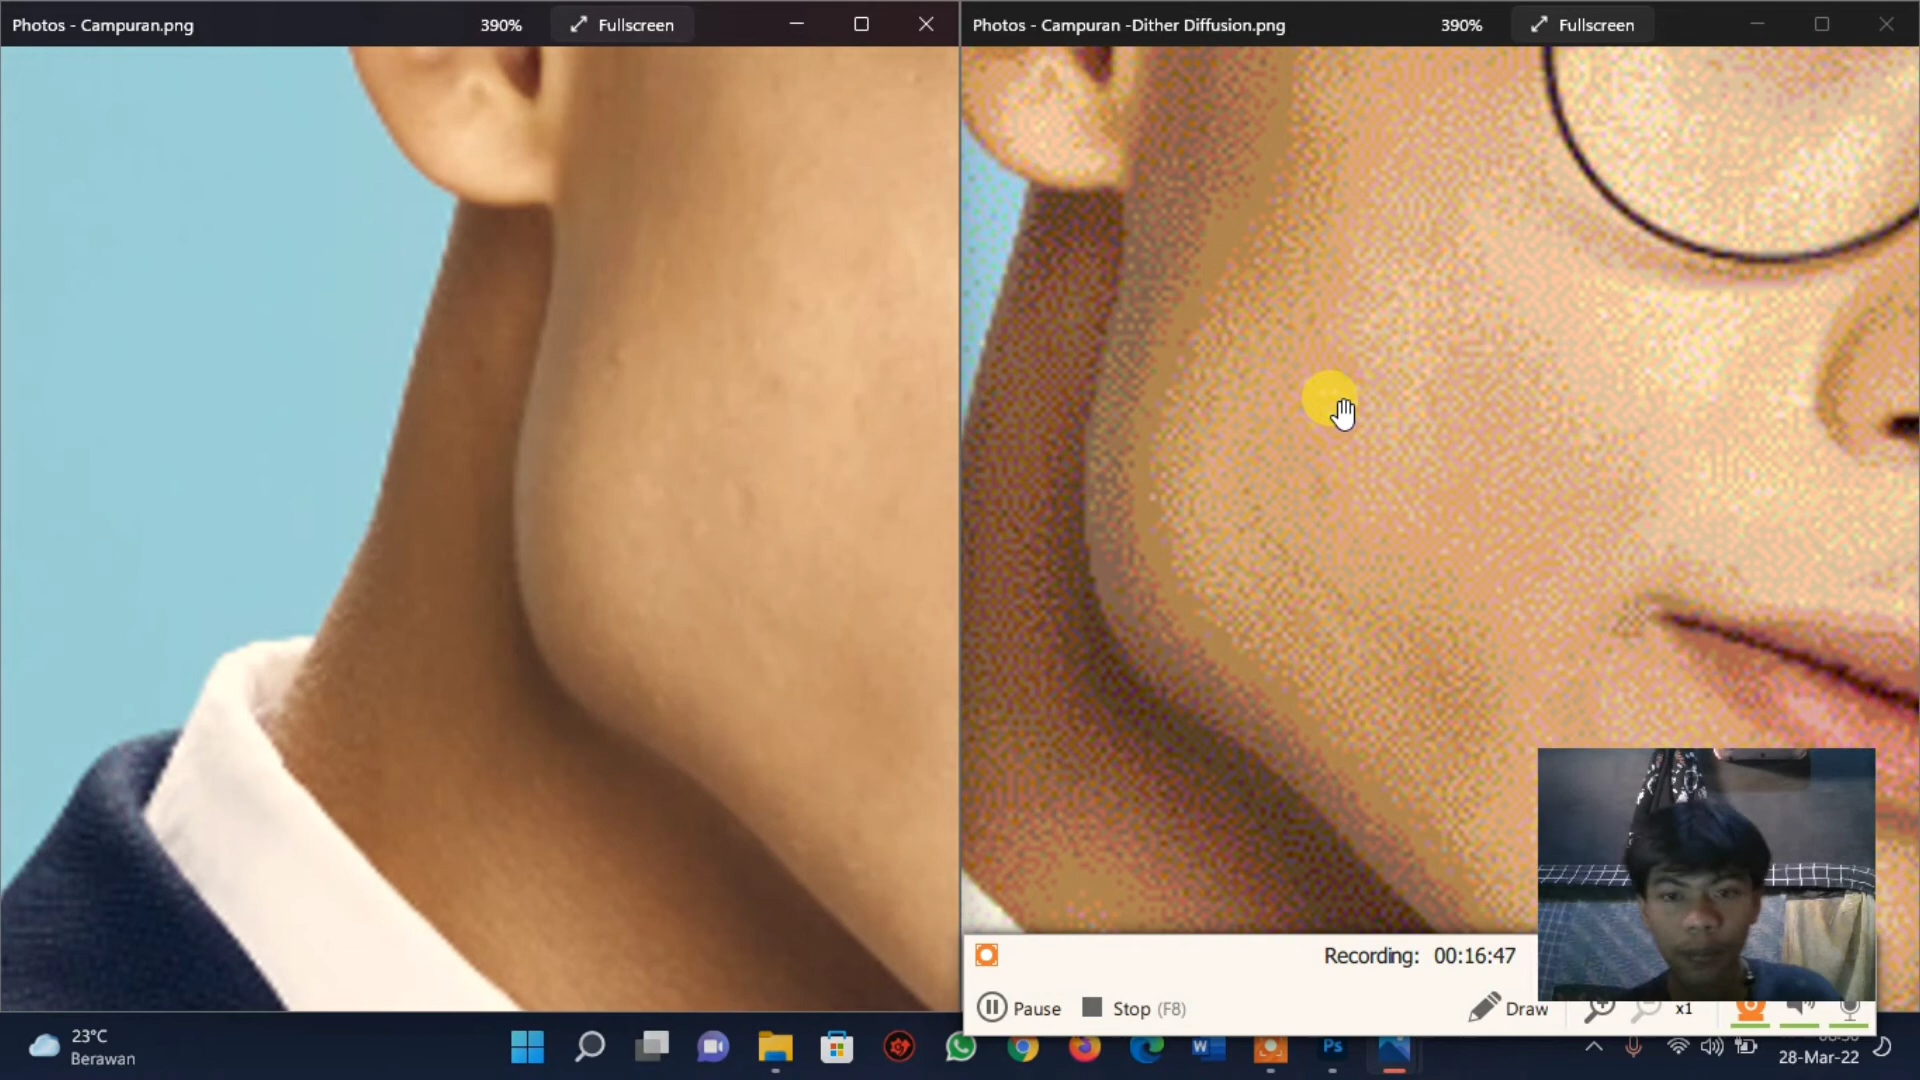 Photos - Campuran.png
390%
Fullscreen
Photos - Campuran -Dither Diffusion.png
390%
Fullscreen
Recording: 00:16:47
Pause
Stop (F8)
Draw
x1
23°C
Berawan
W
Ps
28-Mar-22